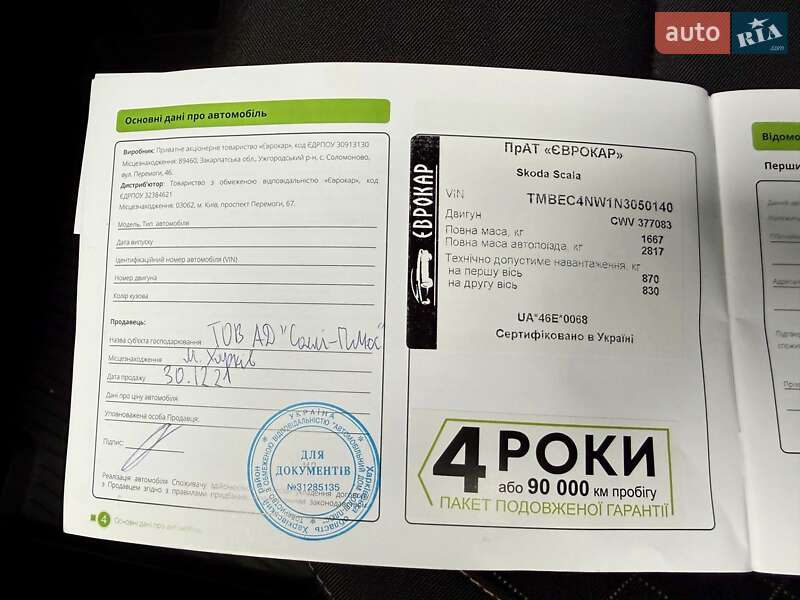 auto RIA
Основні дані про автомобіль
Виробник: Приватне акціонерне товариство «Єврокар», код ЄДРПОУ 30913130
Місцезнаходження: 89460, Закарпатська обл., Ужгородський р-н, с. Соломоново,
вул. Перемоги, 46.
Дистриб'ютор: Товариство з обмеженою відповідальністю «Єврокар», код
ЄДРПОУ 32384621
Місцезнаходження: 03062, м. Київ, проспект Перемоги, 67.
Модель, Тип автомобіля
Дата випуску
Ідентифікаційний номер автомобіля (VIN)
Номер двигуна
Колір кузова
Продавець:
Назва суб'єкта господарювання ТОВ АД
Місцезнаходження м. Харків
Дата продажу 30.12.21
Дані про ціну автомобіля:
Уповноважена особа Продавця:
Підпис:
Реалізація автомобіля Споживачу
з Продавцем згідно з правилами
УКРАЇНА
ДЛЯ
ДОКУМЕНТІВ
№31285135
4 Основні дані про автомобіль
ЄВРОКАР
ПрАТ «ЄВРОКАР»
Skoda Scala
VIN TMBEC4NW1N3050140
Двигун CWV 377083
Повна маса, кг 1667
Повна маса автопоїзда, кг 2817
Технічно допустиме навантаження: кг
на першу вісь 870
на другу вісь 830
UA*46E*0068
Сертифіковано в Україні
4 РОКИ
або 90 000 км пробігу
ПАКЕТ ПОДОВЖЕНОЇ ГАРАНТІЇ
Відомо
Перши